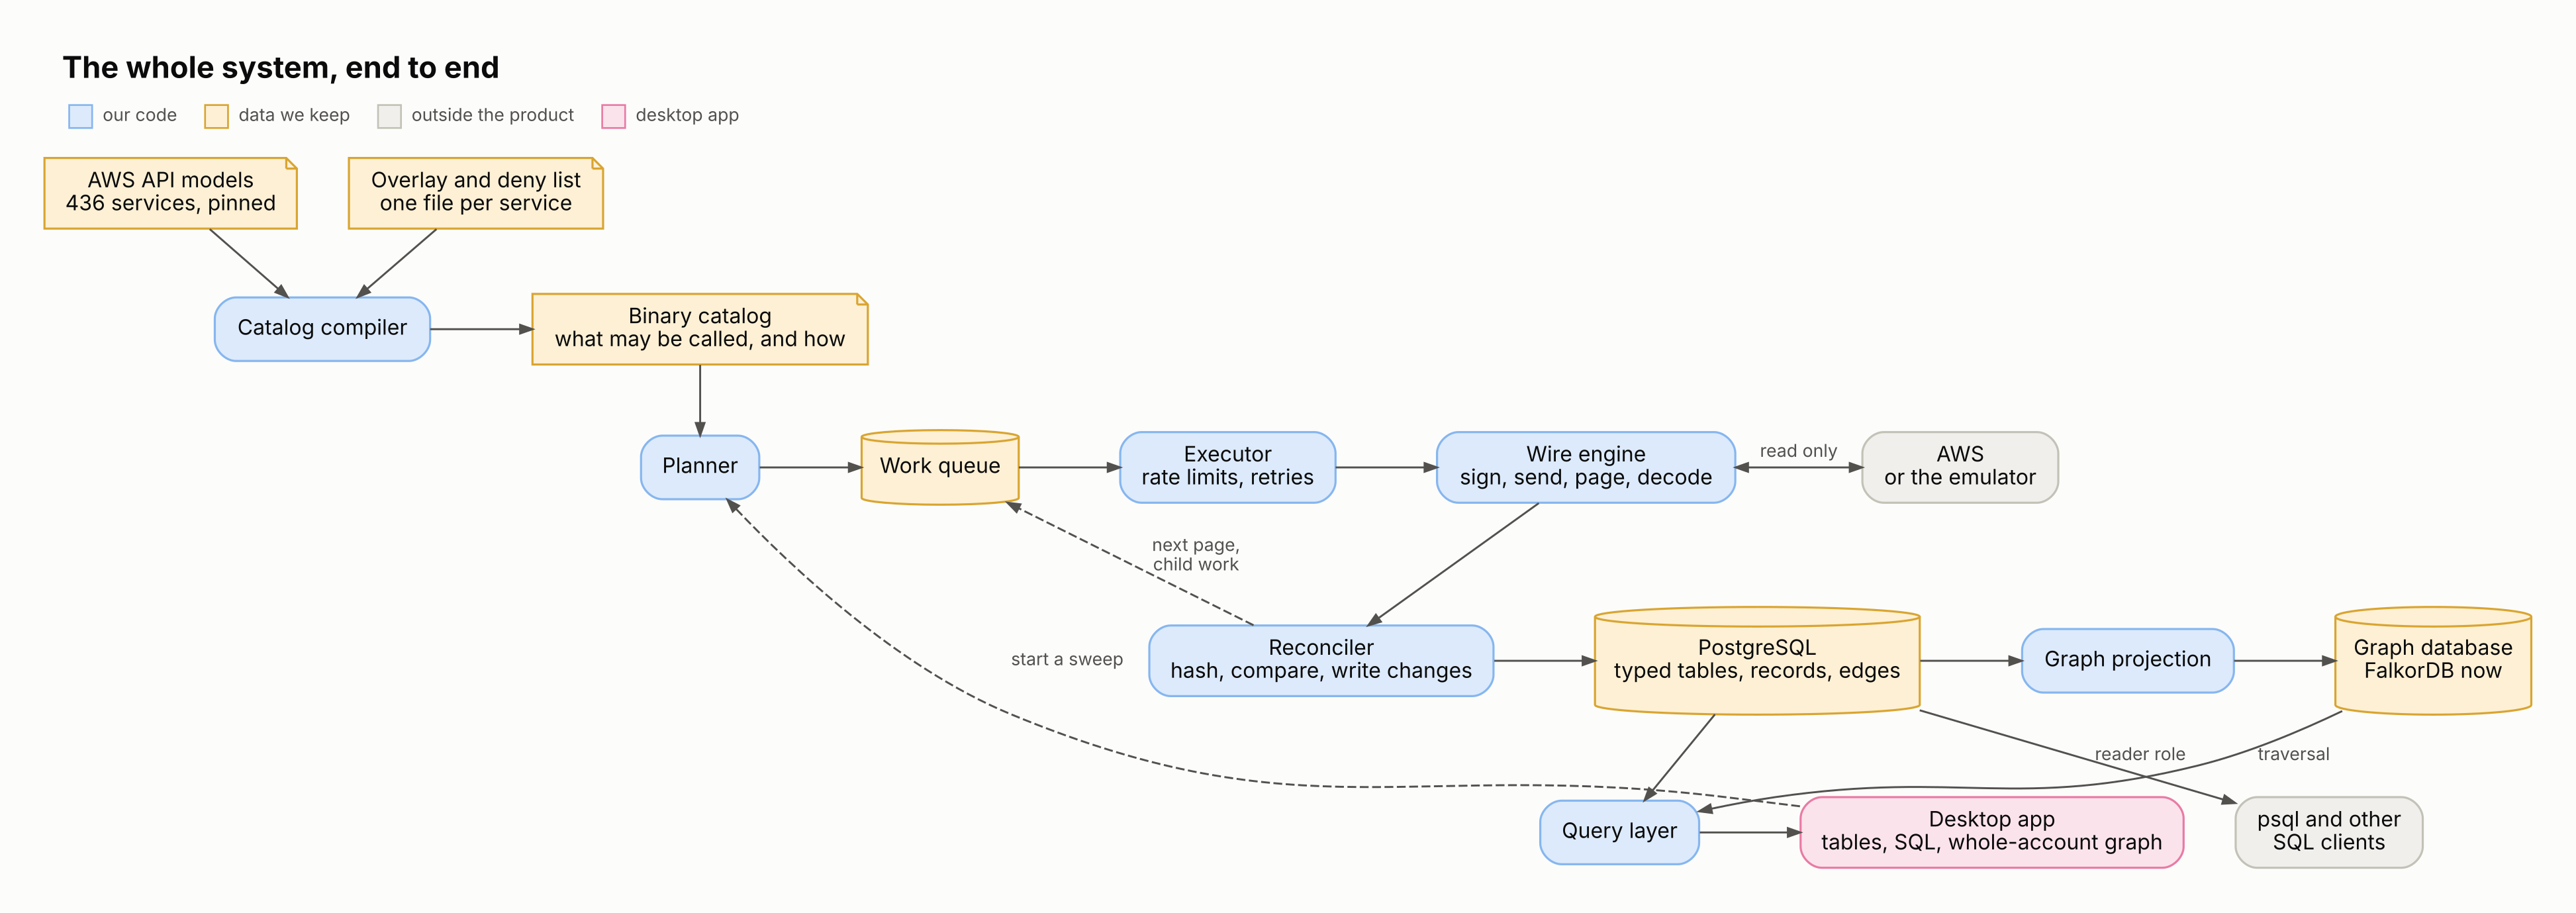 The whole system, end to end
our code
data we keep
outside the product
desktop app
AWS API models
436 services, pinned
Overlay and deny list
one file per service
Catalog compiler
Binary catalog
what may be called, and how
Planner
Work queue
Executor
rate limits, retries
Wire engine
sign, send, page, decode
read only
AWS
or the emulator
next page,
child work
start a sweep
Reconciler
hash, compare, write changes
PostgreSQL
typed tables, records, edges
Graph projection
Graph database
FalkorDB now
reader role
traversal
Query layer
Desktop app
tables, SQL, whole-account graph
psql and other
SQL clients